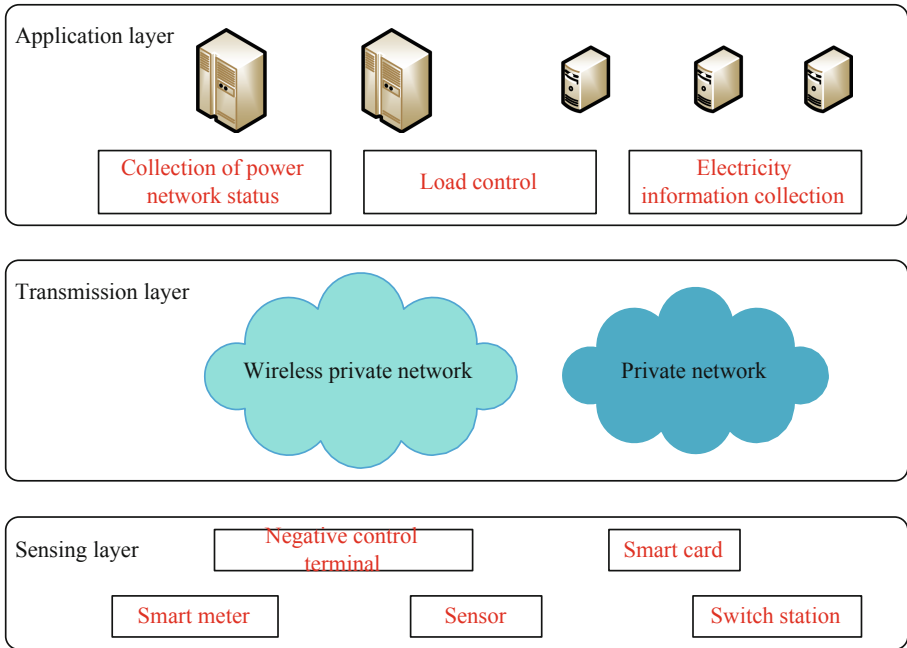 Application layer
Collection of power
network status
Load control
Electricity
information collection
Transmission layer
Wireless private network
Private network
Sensing layer
Negative control
terminal
Smart card
Smart meter
Sensor
Switch station